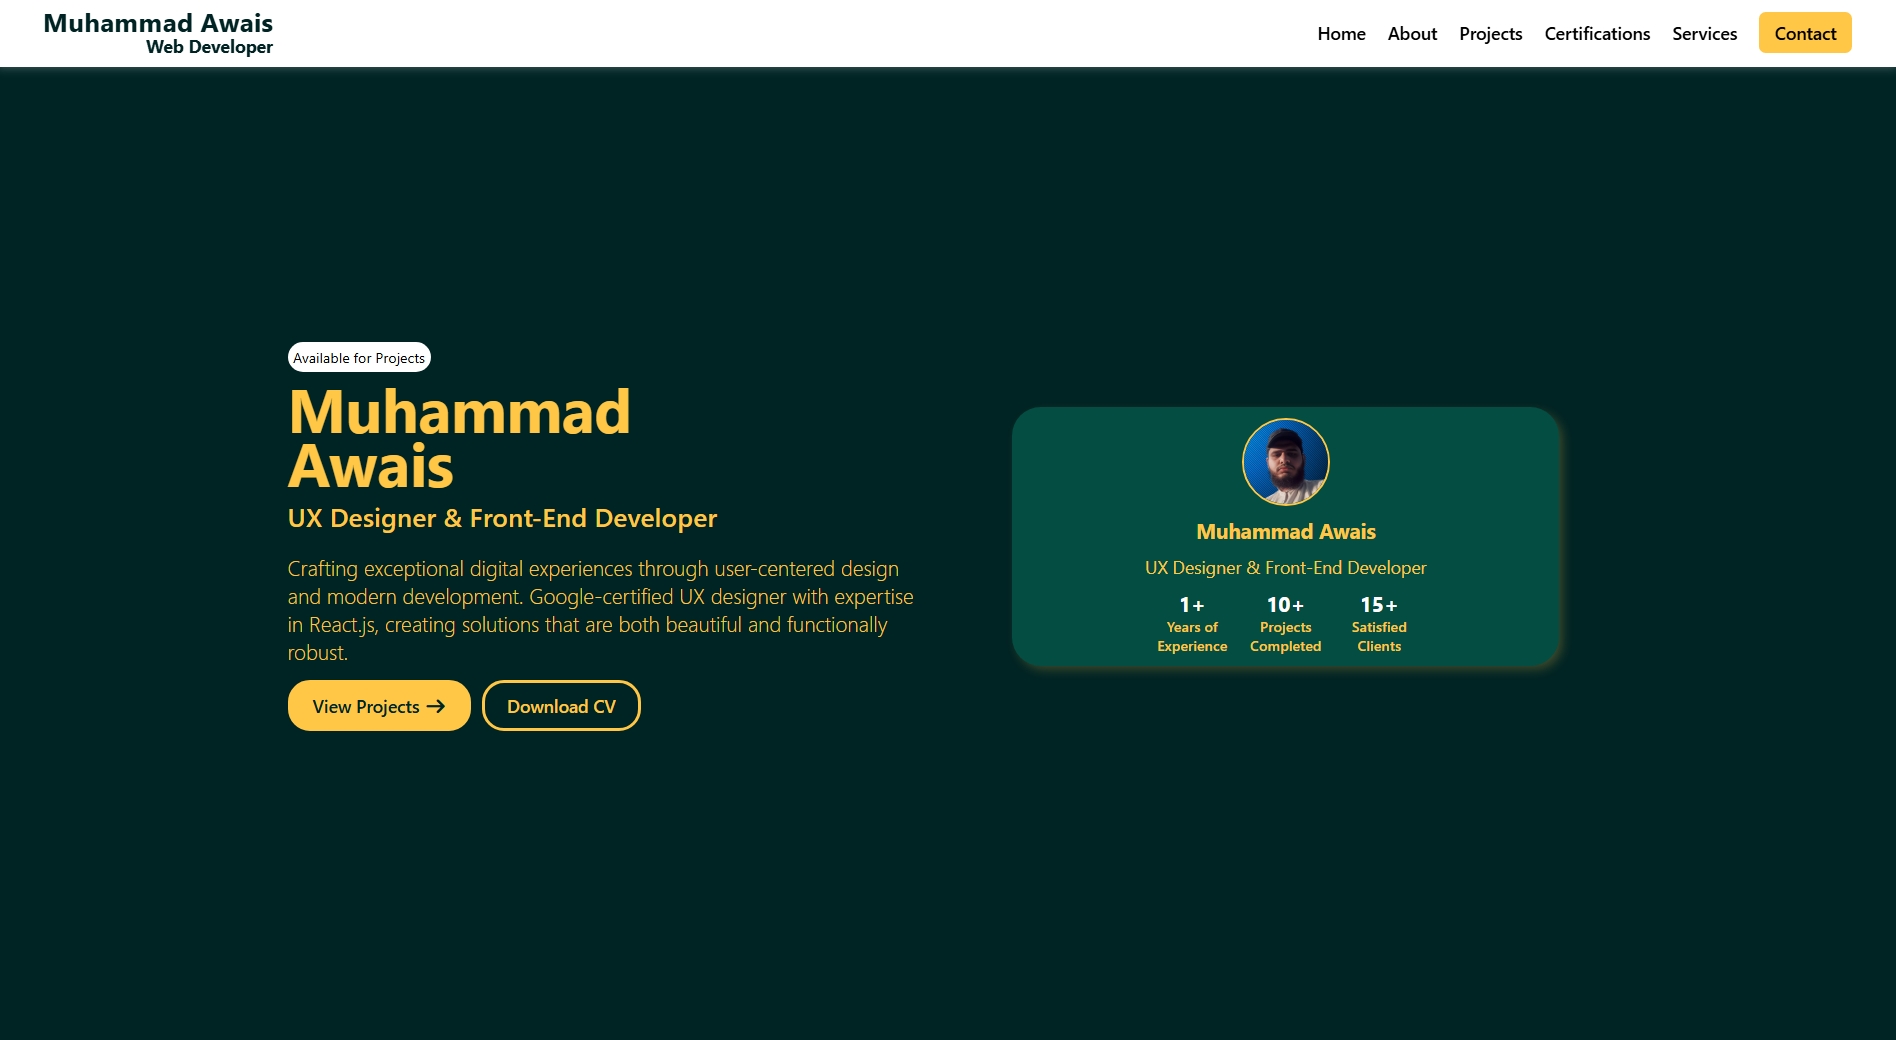 Muhammad Awais
Web Developer
Home About Projects Certifications Services Contact
Available for Projects
Muhammad
Awais
UX Designer & Front-End Developer
Crafting exceptional digital experiences through user-centered design
and modern development. Google-certified UX designer with expertise
in React.js, creating solutions that are both beautiful and functionally
robust.
View Projects →
Download CV
Muhammad Awais
UX Designer & Front-End Developer
1+
Years of
Experience
10+
Projects
Completed
15+
Satisfied
Clients